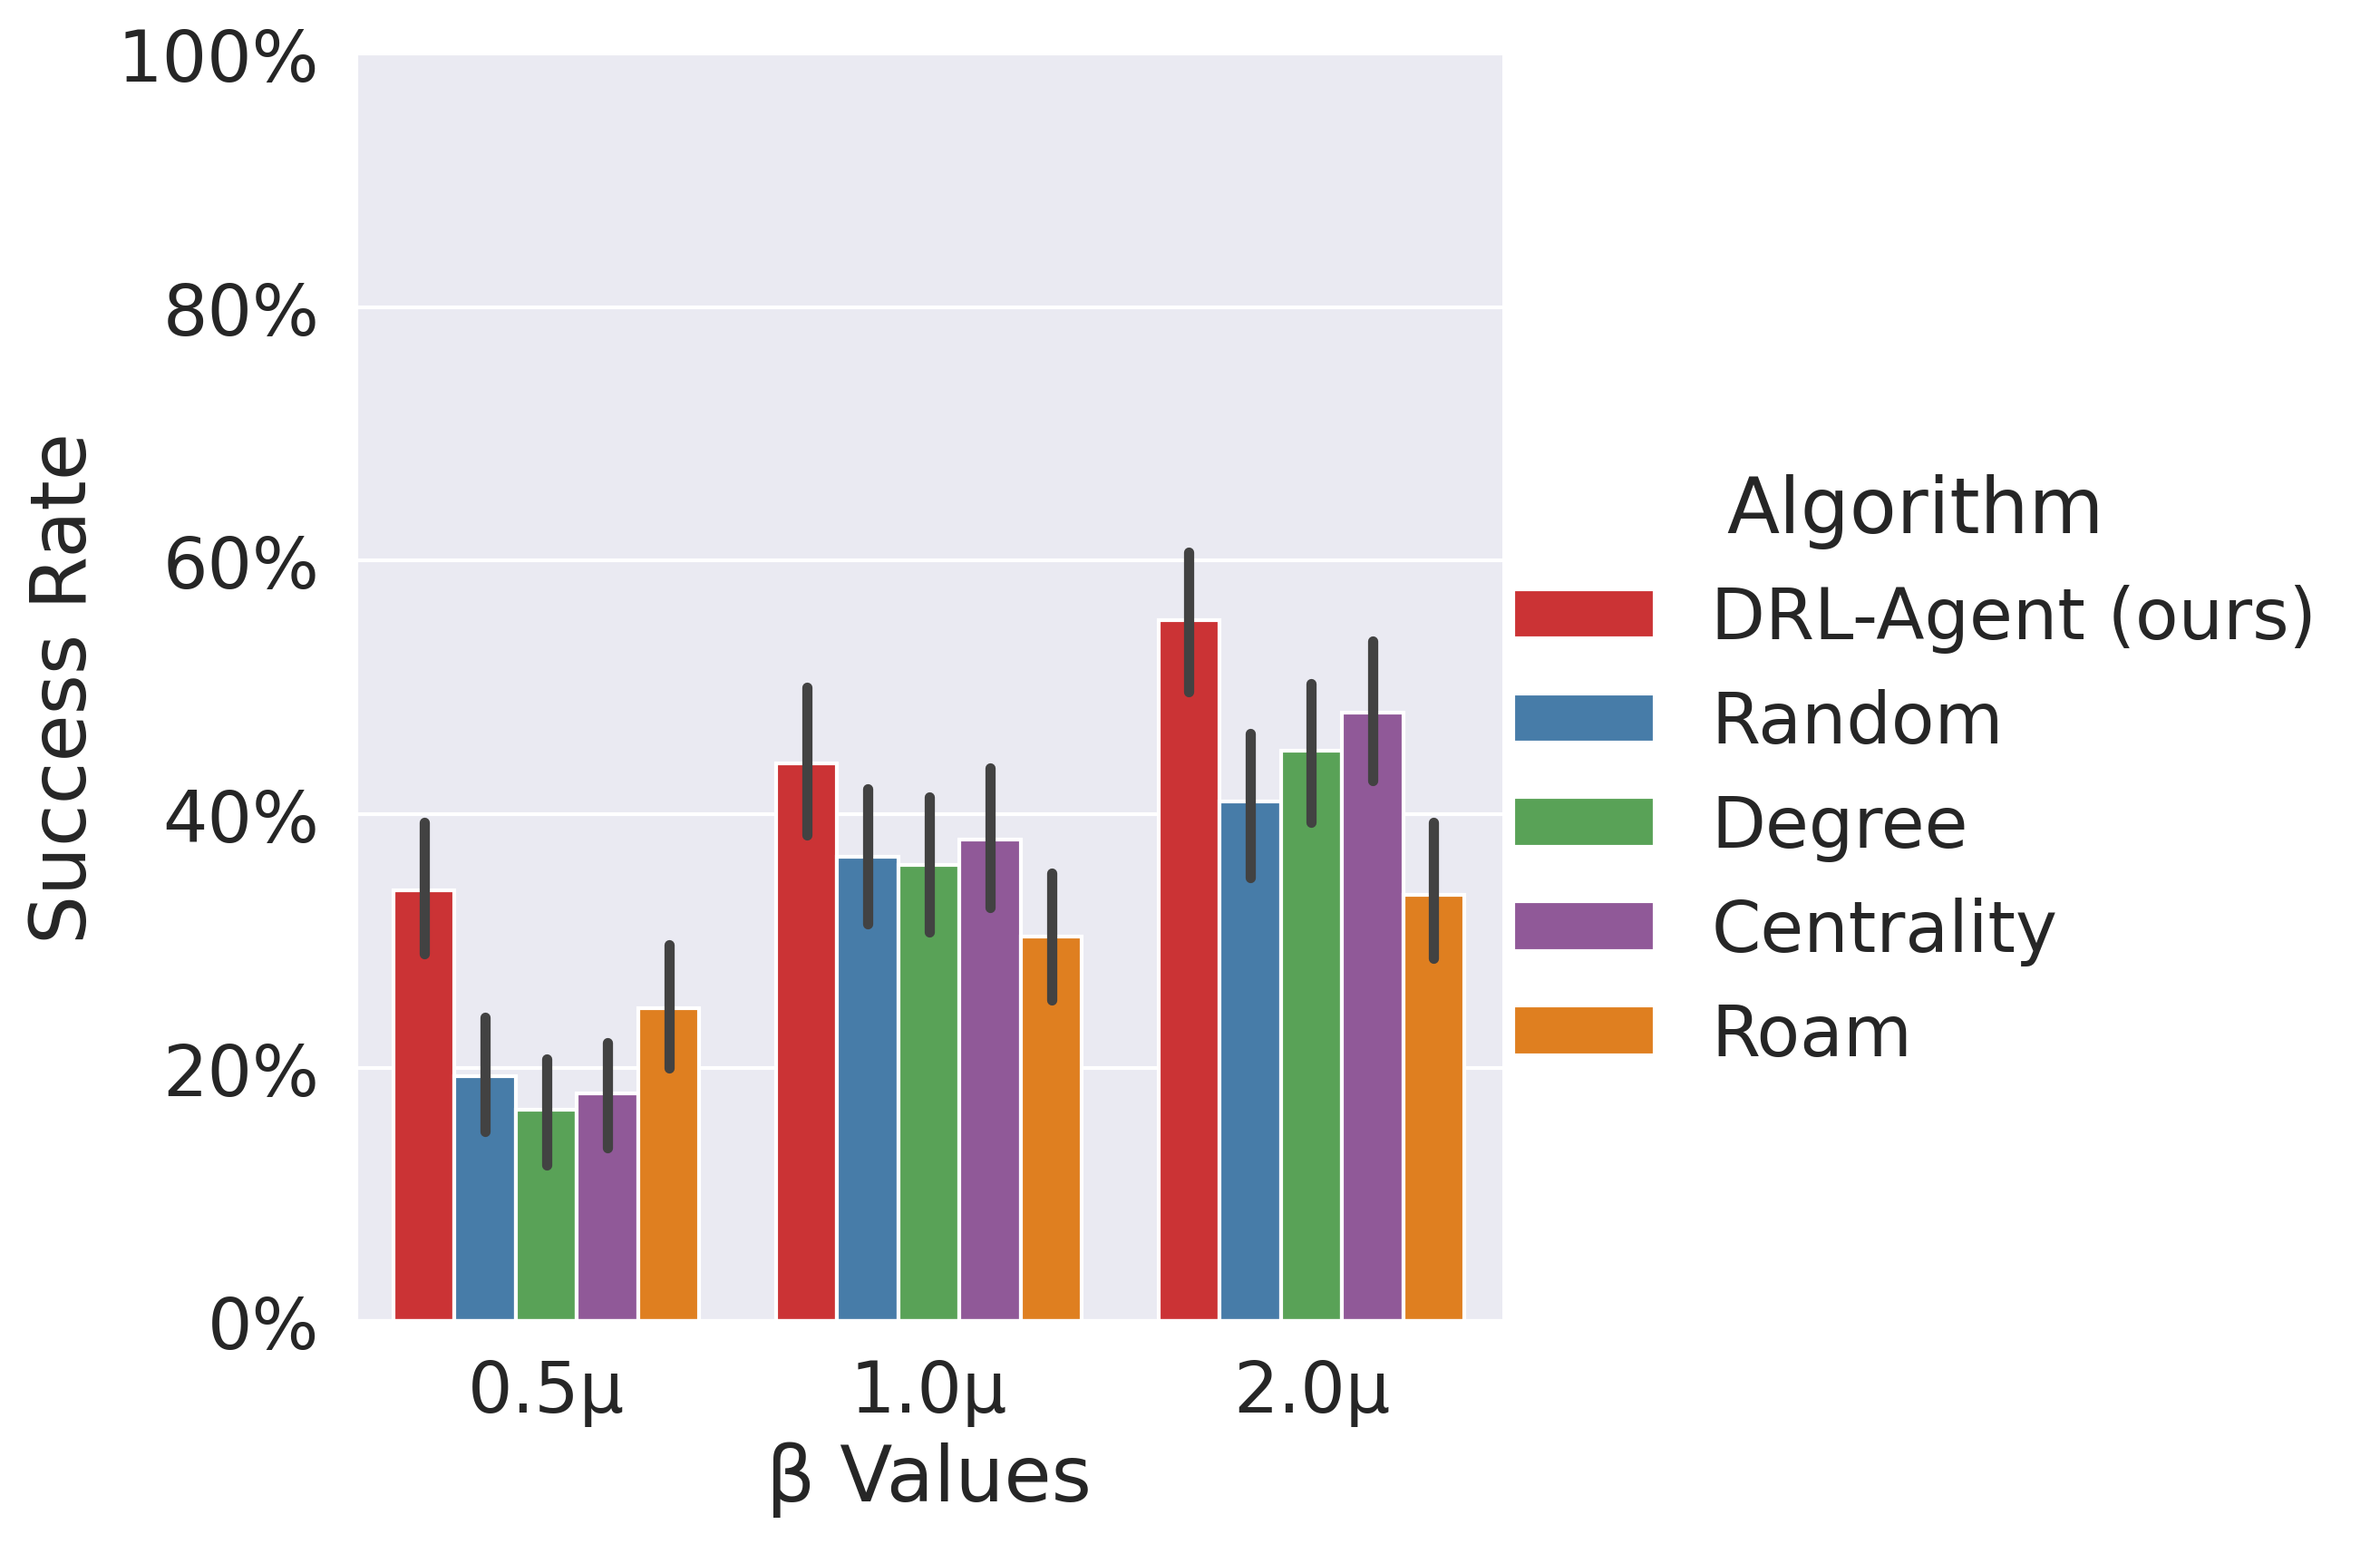 100%
80%
60%
40%
20%
0%
Success Rate
0.5µ
1.0µ
2.0µ
β Values
Algorithm
DRL-Agent (ours)
Random
Degree
Centrality
Roam